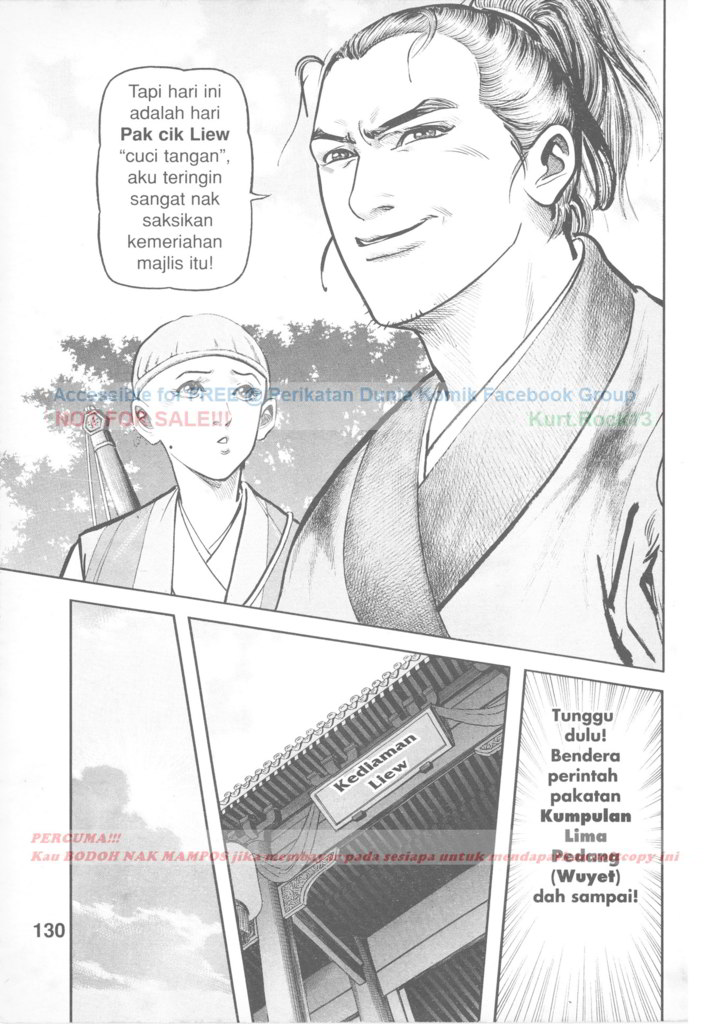 Tapi hari ini
adalah hari
Pak cik Liew
“cuci tangan”,
aku teringin
sangat nak
saksikan
kemeriahan
majlis itu!
Accessible for FREE @ Perikatan Dunia Komik Facebook Group
NOT FOR SALE!!!
Kurt.Rock13
Kediaman
Liew
Tunggu
dulu!
Bendera
perintah
pakatan
Kumpulan
Lima
Pedang
(Wuyet)
dah sampai!
PERCUMA!!!
Kau BODOH NAK MAMPOS jika membayar pada sesiapa untuk mendapat softcopy ini
130